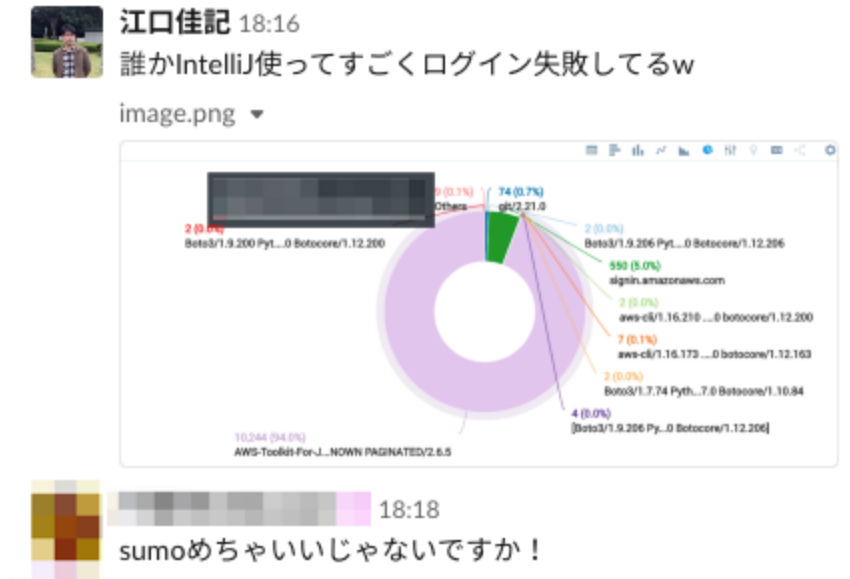 江口佳記 18:16
誰かIntelliJ使ってすごくログイン失敗してるw
image.png
9 (0.1%)
Others
74 (0.7%)
git/2.21.0
2 (0.0%)
Boto3/1.9.200 Pyt....0 Botocore/1.12.200
2 (0.0%)
Boto3/1.9.206 Pyt....0 Botocore/1.12.206
550 (5.0%)
signin.amazonaws.com
2 (0.0%)
aws-cli/1.16.210 ....0 botocore/1.12.200
7 (0.1%)
aws-cli/1.16.173 ....0 botocore/1.12.163
2 (0.0%)
Boto3/1.7.74 Pyth...7.0 Botocore/1.10.84
4 (0.0%)
[Boto3/1.9.206 Py...0 Botocore/1.12.206]
10,244 (94.0%)
AWS-Toolkit-For-J...NOWN PAGINATED/2.6.5
18:18
sumoめちゃいいじゃないですか！